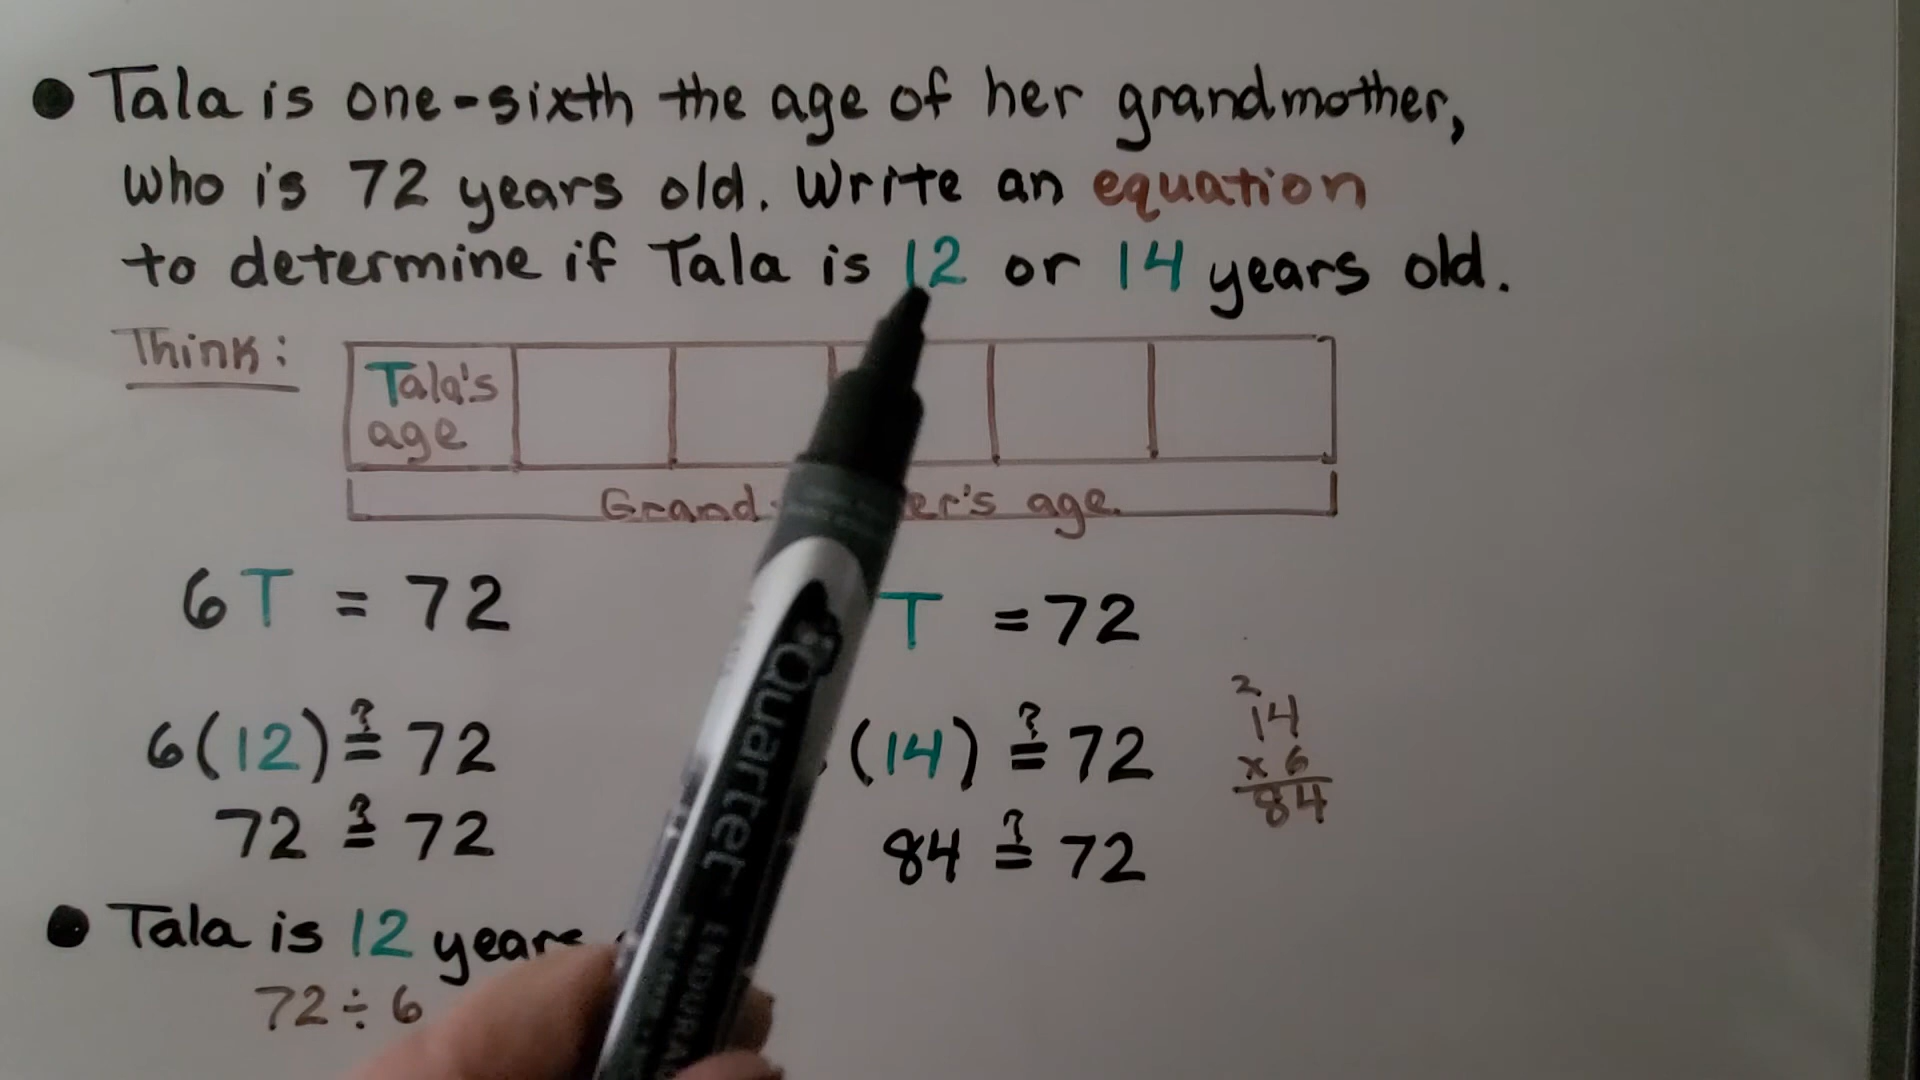 Tala is one-sixth the age of her grandmother,
who is 72 years old. Write an equation
to determine if Tala is 12 or 14 years old.
Think:
Tala's
age
Grand er's age.
6T = 72
T = 72
6(12) ≟ 72
(14) ≟ 72
2
14
x 6
84
72 ≟ 72
84 ≟ 72
Tala is 12 years
72 ÷ 6
Quartet ENDURA